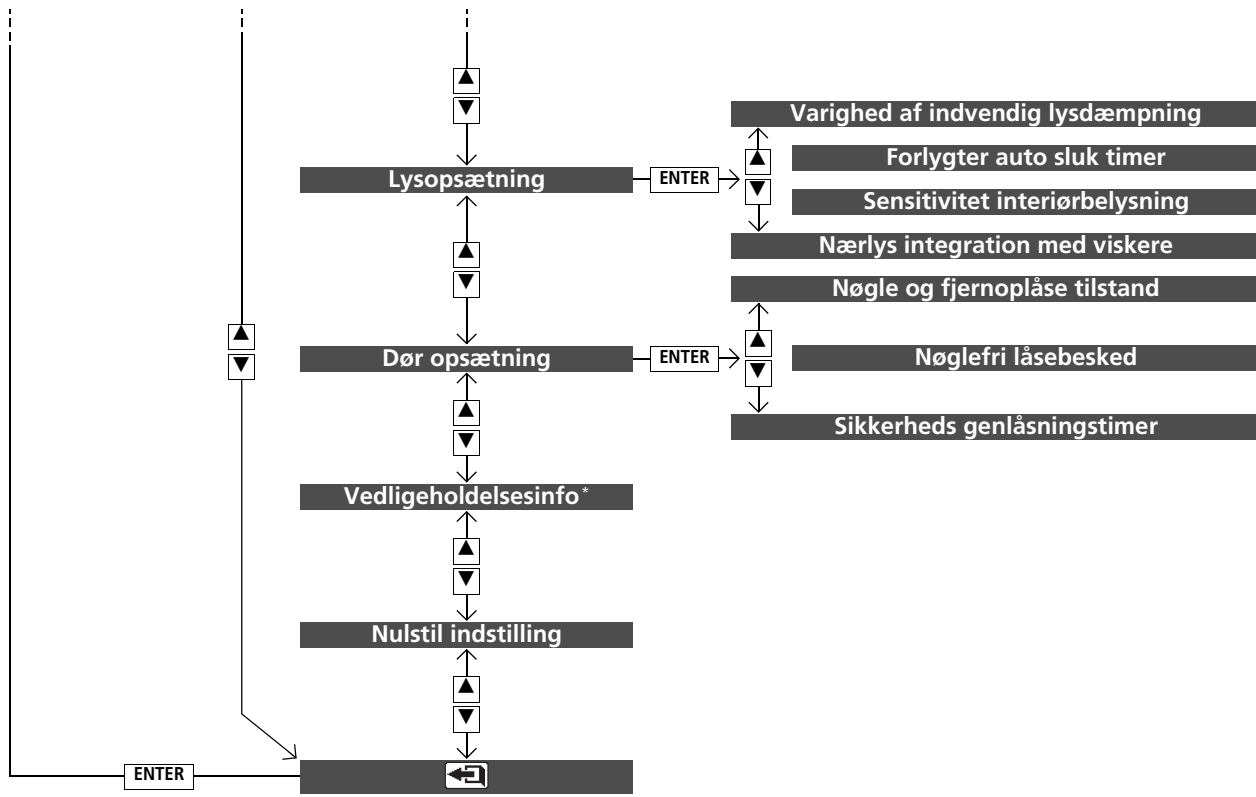 Varighed af indvendig lysdæmpning
Forlygter auto sluk timer
Lysopsætning
ENTER
Sensitivitet interiørbelysning
Nærlys integration med viskere
Nøgle og fjernoplåse tilstand
Dør opsætning
ENTER
Nøglefri låsebesked
Sikkerheds genlåsningstimer
Vedligeholdelsesinfo*
Nulstil indstilling
ENTER